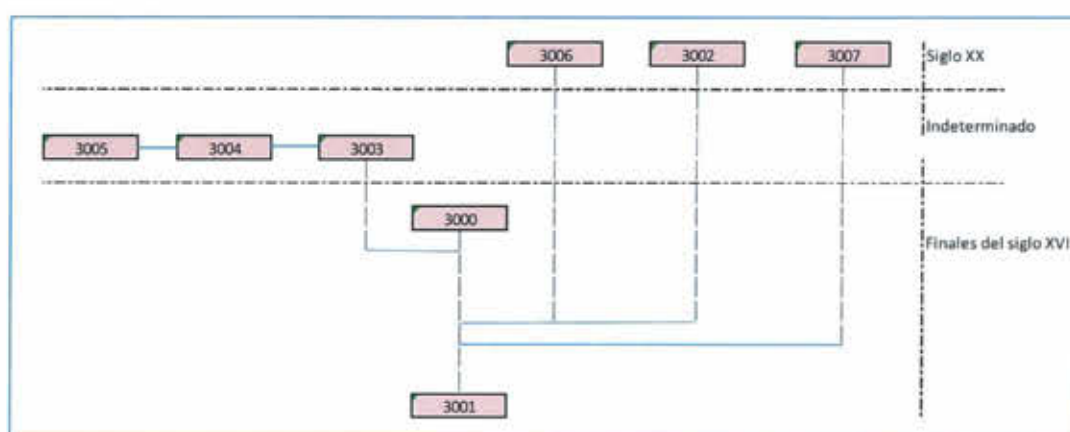 3006 3002 3007 Siglo XX
Indeterminado
3005 3004 3003
3000
Finales del siglo XVI
3001